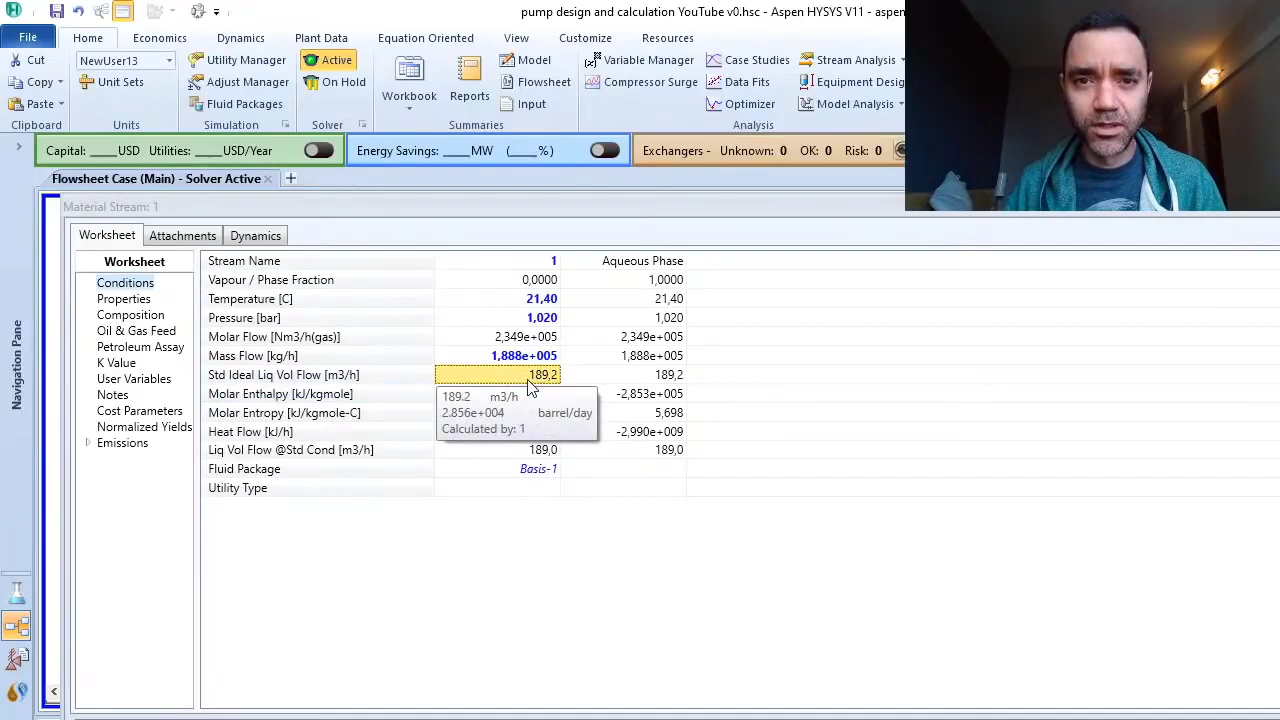 pump design and calculation YouTube v0.hsc - Aspen HYSYS V11 - aspen
File Home Economics Dynamics Plant Data Equation Oriented View Customize Resources
Cut NewUser13 Utility Manager Active Model Variable Manager Case Studies Stream Analysis
Copy Unit Sets Adjust Manager On Hold Workbook Reports Flowsheet Compressor Surge Data Fits Equipment Design
Paste Fluid Packages Input Optimizer Model Analysis
Clipboard Units Simulation Solver Summaries Analysis
Capital: ____USD Utilities: ____USD/Year Energy Savings: ____MW (____%) Exchangers - Unknown: 0 OK: 0 Risk: 0
Flowsheet Case (Main) - Solver Active
Material Stream: 1
Worksheet Attachments Dynamics
Navigation Pane
Worksheet
Conditions
Properties
Composition
Oil & Gas Feed
Petroleum Assay
K Value
User Variables
Notes
Cost Parameters
Normalized Yields
Emissions
Stream Name 1 Aqueous Phase
Vapour / Phase Fraction 0,0000 1,0000
Temperature [C] 21,40 21,40
Pressure [bar] 1,020 1,020
Molar Flow [Nm3/h(gas)] 2,349e+005 2,349e+005
Mass Flow [kg/h] 1,888e+005 1,888e+005
Std Ideal Liq Vol Flow [m3/h] 189,2 189,2
Molar Enthalpy [kJ/kgmole] -2,853e+005
Molar Entropy [kJ/kgmole-C] 5,698
Heat Flow [kJ/h] -2,990e+009
Liq Vol Flow @Std Cond [m3/h] 189,0 189,0
Fluid Package Basis-1
Utility Type
189.2 m3/h
2.856e+004 barrel/day
Calculated by: 1